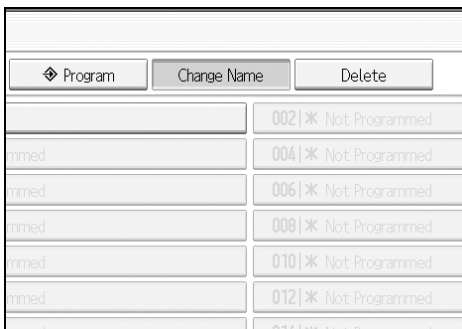 Program Change Name Delete
002 | * Not Programmed
mmed 004 | * Not Programmed
mmed 006 | * Not Programmed
mmed 008 | * Not Programmed
mmed 010 | * Not Programmed
mmed 012 | * Not Programmed